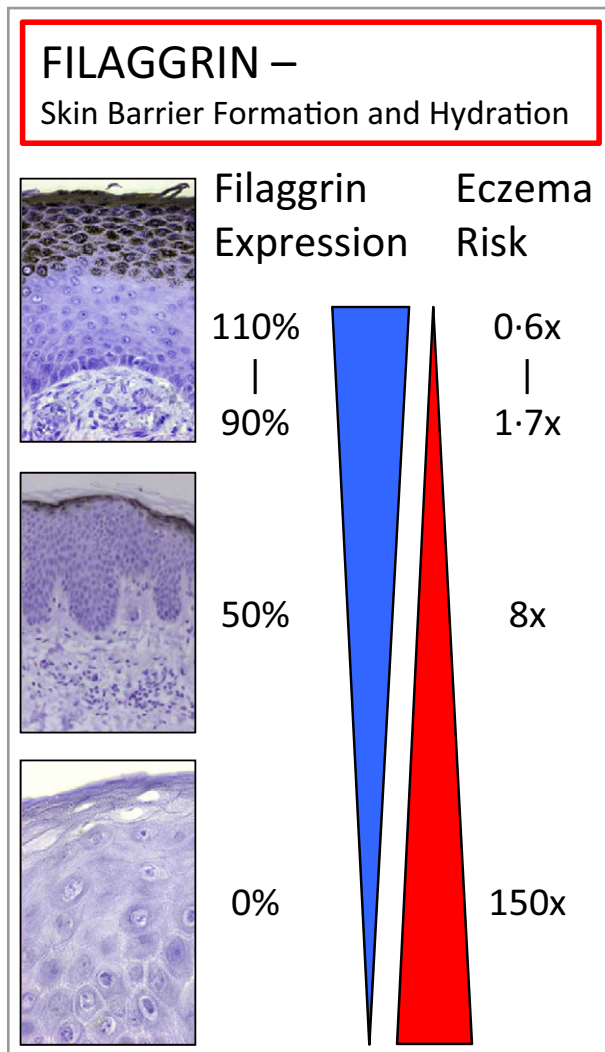 FILAGGRIN –
Skin Barrier Formation and Hydration
Filaggrin Expression
Eczema Risk
110%
|
90%
0·6x
|
1·7x
50%
8x
0%
150x